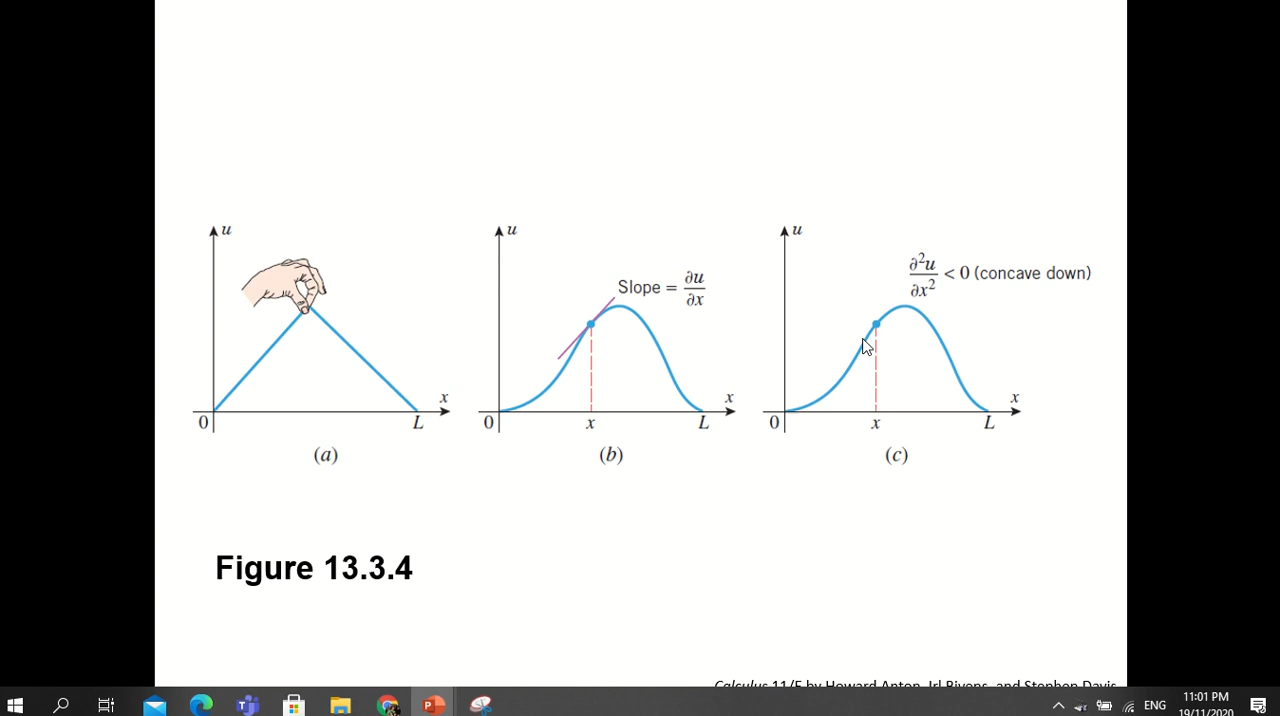 u
u
u
Slope = ∂u/∂x
∂²u/∂x² < 0 (concave down)
x
x
x
0
L
0
x
L
0
x
L
(a)
(b)
(c)
Figure 13.3.4
Calculus 11/E by Howard Anton, Irl Bivens, and Stephen Davis
ENG
11:01 PM
19/11/2020